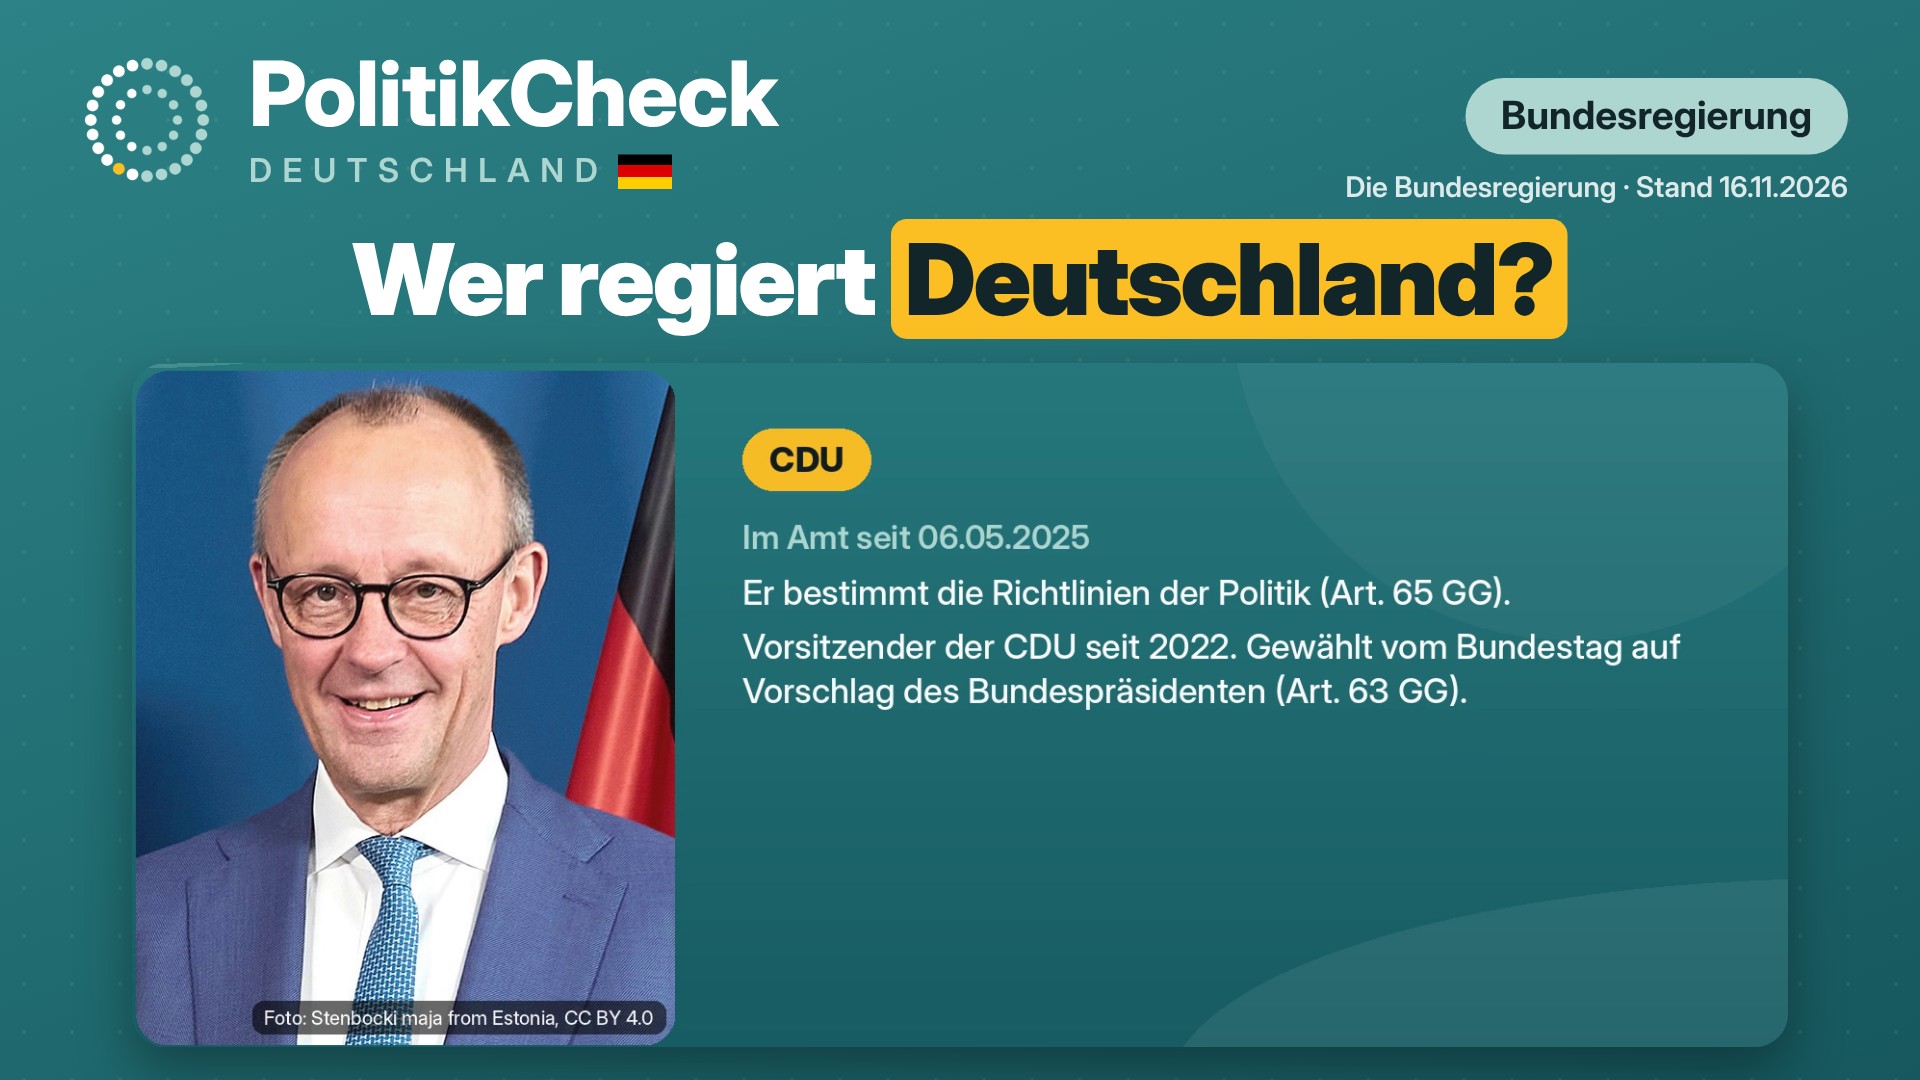 PolitikCheck
DEUTSCHLAND
Bundesregierung
Die Bundesregierung · Stand 16.11.2026
Wer regiert Deutschland?
CDU
Im Amt seit 06.05.2025
Er bestimmt die Richtlinien der Politik (Art. 65 GG).
Vorsitzender der CDU seit 2022. Gewählt vom Bundestag auf
Vorschlag des Bundespräsidenten (Art. 63 GG).
Foto: Stenbocki maja from Estonia, CC BY 4.0